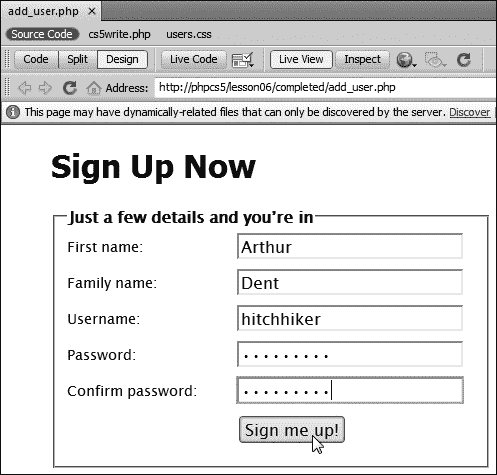 add_user.php ×
Source Code cs5write.php users.css
Code Split Design Live Code Live View Inspect
Address: http://phpcs5/lesson06/completed/add_user.php
This page may have dynamically-related files that can only be discovered by the server. Discover
Sign Up Now
Just a few details and you're in
First name: Arthur
Family name: Dent
Username: hitchhiker
Password: •••••••••
Confirm password: •••••••••
Sign me up!